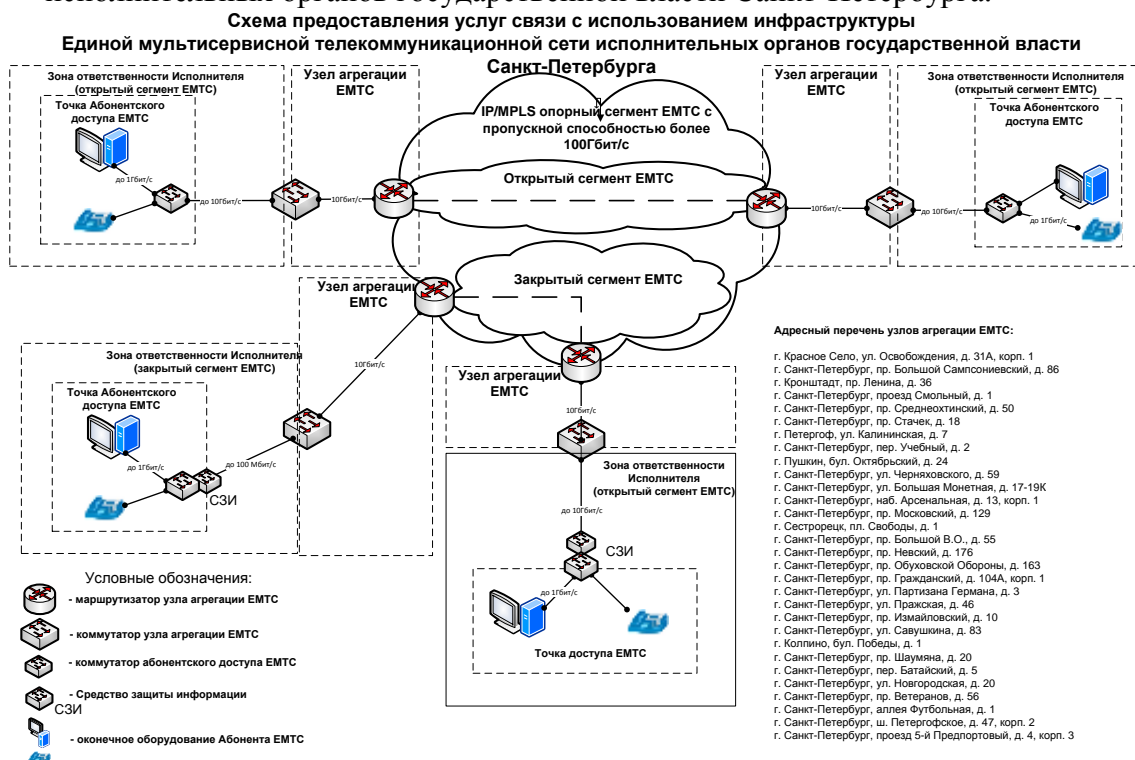 исполнительных органов государственной власти Санкт-Петербурга.
Схема предоставления услуг связи с использованием инфраструктуры
Единой мультисервисной телекоммуникационной сети исполнительных органов государственной власти
Санкт-Петербурга
Зона ответственности Исполнителя
(открытый сегмент ЕМТС)
Точка Абонентского
доступа ЕМТС
до 1Гбит/с
до 10Гбит/с
Узел агрегации
ЕМТС
10Гбит/с
IP/MPLS опорный сегмент ЕМТС с
пропускной способностью более
100Гбит/с
Открытый сегмент ЕМТС
Закрытый сегмент ЕМТС
Узел агрегации
ЕМТС
10Гбит/с
Зона ответственности Исполнителя
(открытый сегмент ЕМТС)
Точка Абонентского
доступа ЕМТС
до 10Гбит/с
до 1Гбит/с
Узел агрегации
ЕМТС
10Гбит/с
Зона ответственности Исполнителя
(закрытый сегмент ЕМТС)
Точка Абонентского
доступа ЕМТС
до 1Гбит/с
до 100 Мбит/с
СЗИ
Узел агрегации
ЕМТС
10Гбит/с
Зона ответственности
Исполнителя
(открытый сегмент ЕМТС)
до 10Гбит/с
СЗИ
до 1Гбит/с
Точка доступа ЕМТС
Условные обозначения:
- маршрутизатор узла агрегации ЕМТС
- коммутатор узла агрегации ЕМТС
- коммутатор абонентского доступа ЕМТС
- Средство защиты информации
СЗИ
- оконечное оборудование Абонента ЕМТС
Адресный перечень узлов агрегации ЕМТС:
г. Красное Село, ул. Освобождения, д. 31А, корп. 1
г. Санкт-Петербург, пр. Большой Сампсониевский, д. 86
г. Кронштадт, пр. Ленина, д. 36
г. Санкт-Петербург, проезд Смольный, д. 1
г. Санкт-Петербург, пр. Среднеохтинский, д. 50
г. Санкт-Петербург, пр. Стачек, д. 18
г. Петергоф, ул. Калининская, д. 7
г. Санкт-Петербург, пер. Учебный, д. 2
г. Пушкин, бул. Октябрьский, д. 24
г. Санкт-Петербург, ул. Черняховского, д. 59
г. Санкт-Петербург, ул. Большая Монетная, д. 17-19К
г. Санкт-Петербург, наб. Арсенальная, д. 13, корп. 1
г. Санкт-Петербург, пр. Московский, д. 129
г. Сестрорецк, пл. Свободы, д. 1
г. Санкт-Петербург, пр. Большой В.О., д. 55
г. Санкт-Петербург, пр. Невский, д. 176
г. Санкт-Петербург, пр. Обуховской Обороны, д. 163
г. Санкт-Петербург, пр. Гражданский, д. 104А, корп. 1
г. Санкт-Петербург, ул. Партизана Германа, д. 3
г. Санкт-Петербург, ул. Пражская, д. 46
г. Санкт-Петербург, пр. Измайловский, д. 10
г. Санкт-Петербург, ул. Савушкина, д. 83
г. Колпино, бул. Победы, д. 1
г. Санкт-Петербург, пр. Шаумяна, д. 20
г. Санкт-Петербург, пер. Батайский, д. 5
г. Санкт-Петербург, ул. Новгородская, д. 20
г. Санкт-Петербург, пр. Ветеранов, д. 56
г. Санкт-Петербург, аллея Футбольная, д. 1
г. Санкт-Петербург, ш. Петергофское, д. 47, корп. 2
г. Санкт-Петербург, проезд 5-й Предпортовый, д. 4, корп. 3